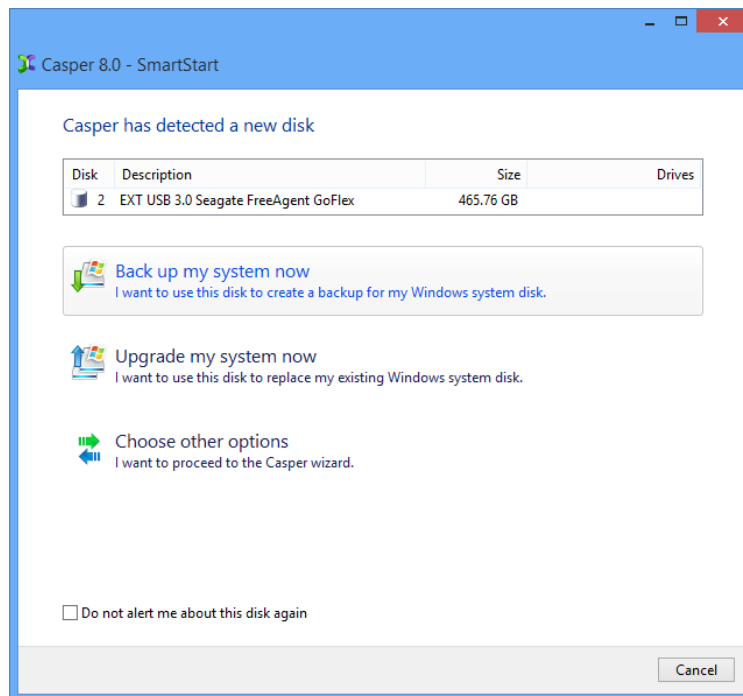 Casper 8.0 - SmartStart
Casper has detected a new disk
Disk Description Size Drives
2 EXT USB 3.0 Seagate FreeAgent GoFlex 465.76 GB
Back up my system now
I want to use this disk to create a backup for my Windows system disk.
Upgrade my system now
I want to use this disk to replace my existing Windows system disk.
Choose other options
I want to proceed to the Casper wizard.
Do not alert me about this disk again
Cancel